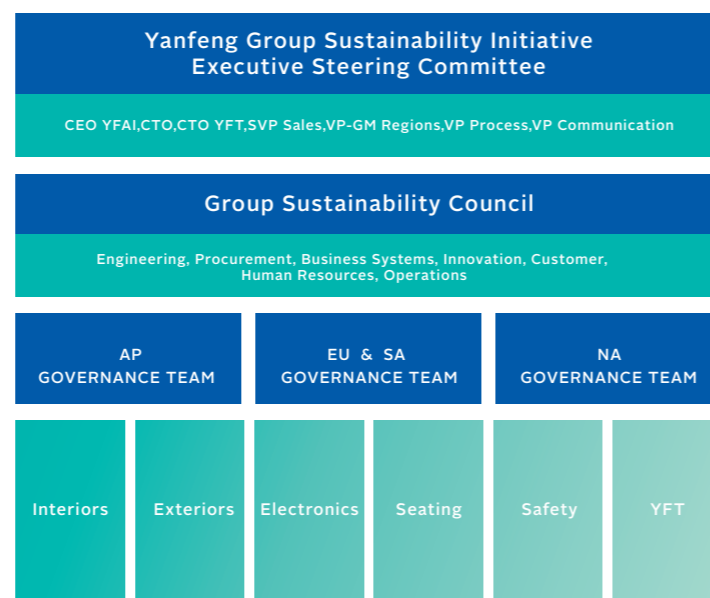 Yanfeng Group Sustainability Initiative
Executive Steering Committee
CEO YFAI,CTO,CTO YFT,SVP Sales,VP-GM Regions,VP Process,VP Communication
Group Sustainability Council
Engineering, Procurement, Business Systems, Innovation, Customer,
Human Resources, Operations
AP
GOVERNANCE TEAM
EU & SA
GOVERNANCE TEAM
NA
GOVERNANCE TEAM
Interiors
Exteriors
Electronics
Seating
Safety
YFT